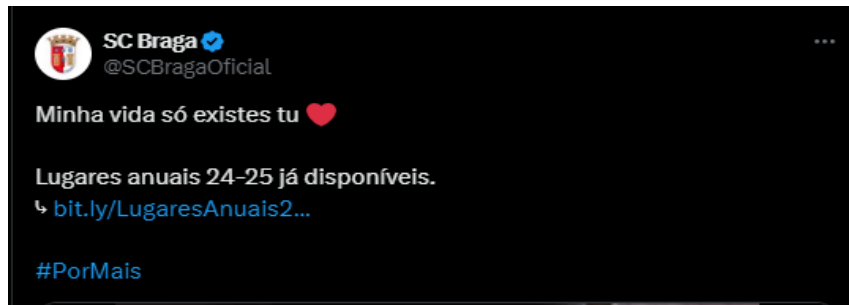 SC Braga
@SCBragaOficial
Minha vida só existes tu ❤️
Lugares anuais 24-25 já disponíveis.
↳ bit.ly/LugaresAnuais2...
#PorMais